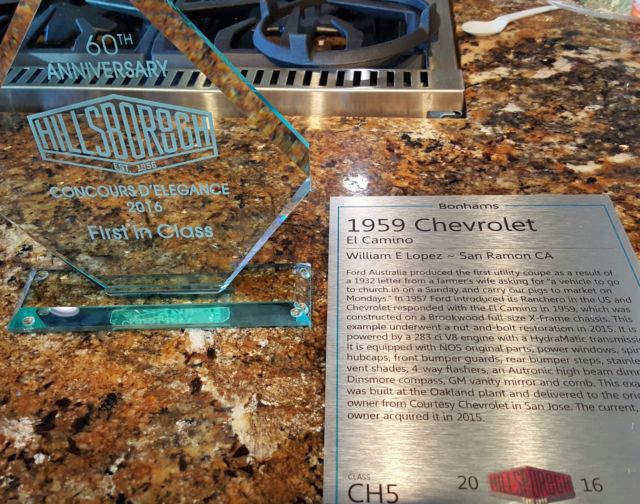 60TH
ANNIVERSARY
HILLSBOROUGH
EST. 1956
CONCOURS D'ELEGANCE
2016
First in Class
Bonhams
1959 Chevrolet
El Camino
William E Lopez ~ San Ramon CA
Ford Australia produced the first utility coupe as a result of
a 1932 letter from a farmer's wife asking for "a vehicle to go
to church in on a Sunday and carry our pigs to market on
Mondays." In 1957 Ford introduced its Ranchero in the US and
Chevrolet responded with the El Camino in 1959, which was
constructed on a Brookwood full-size X-Frame chassis. This
example underwent a nut-and-bolt restoration in 2015. It is
powered by a 283 ci V8 engine with a HydraMatic transmissio
It is equipped with NOS original parts, power windows, spin
hubcaps, front bumper guards, rear bumper steps, stainle
vent shades, 4-way flashers, an Autronic high beam dimm
Dinsmore compass, GM vanity mirror and comb. This exa
was built at the Oakland plant and delivered to the orig
owner from Courtesy Chevrolet in San Jose. The current
owner acquired it in 2015.
CLASS
CH5
20 HILLSBOROUGH 16